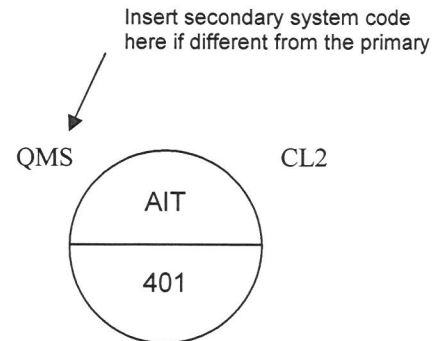 Insert secondary system code
here if different from the primary
QMS
CL2
AIT
401